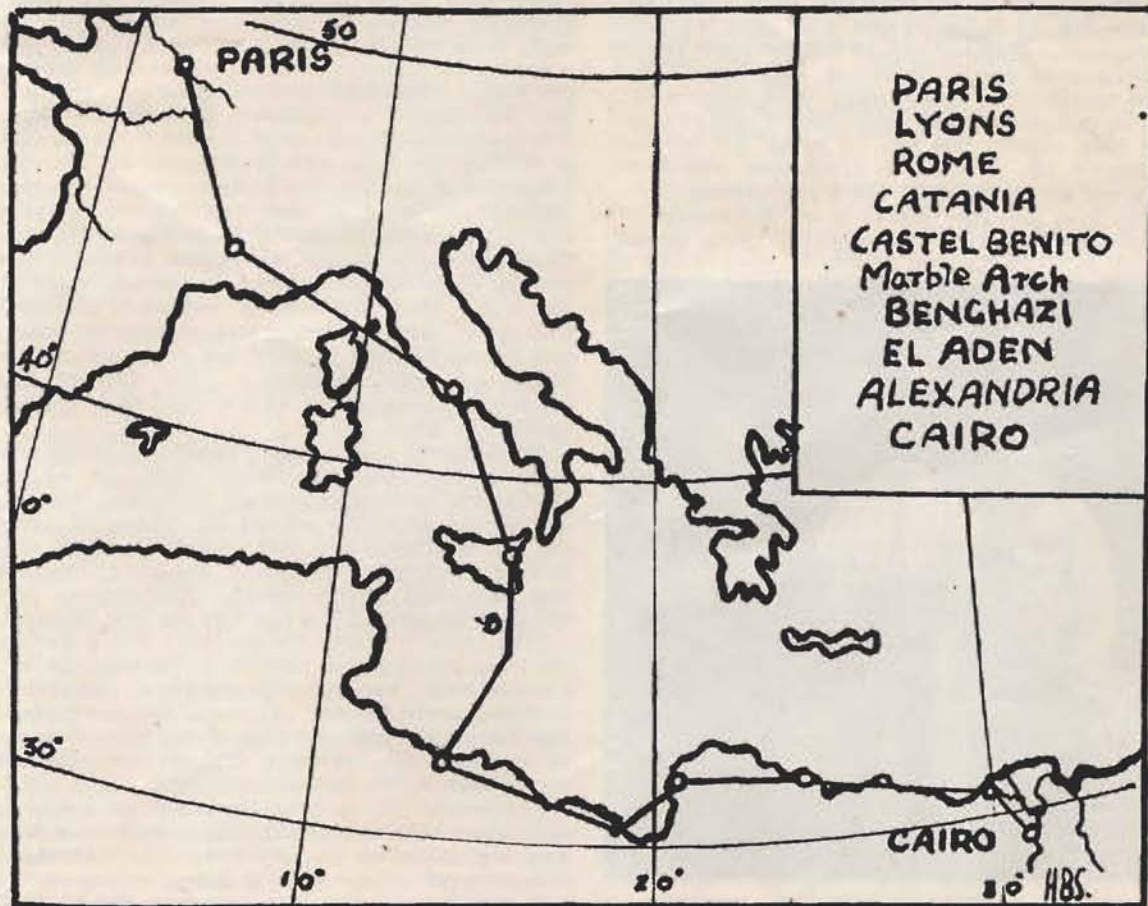 50
PARIS
PARIS
LYONS
ROME
CATANIA
CASTEL BENITO
Marble Arch
BENGHAZI
EL ADEN
ALEXANDRIA
CAIRO
40°
0°
30°
CAIRO
10°
20°
30°
HBS.